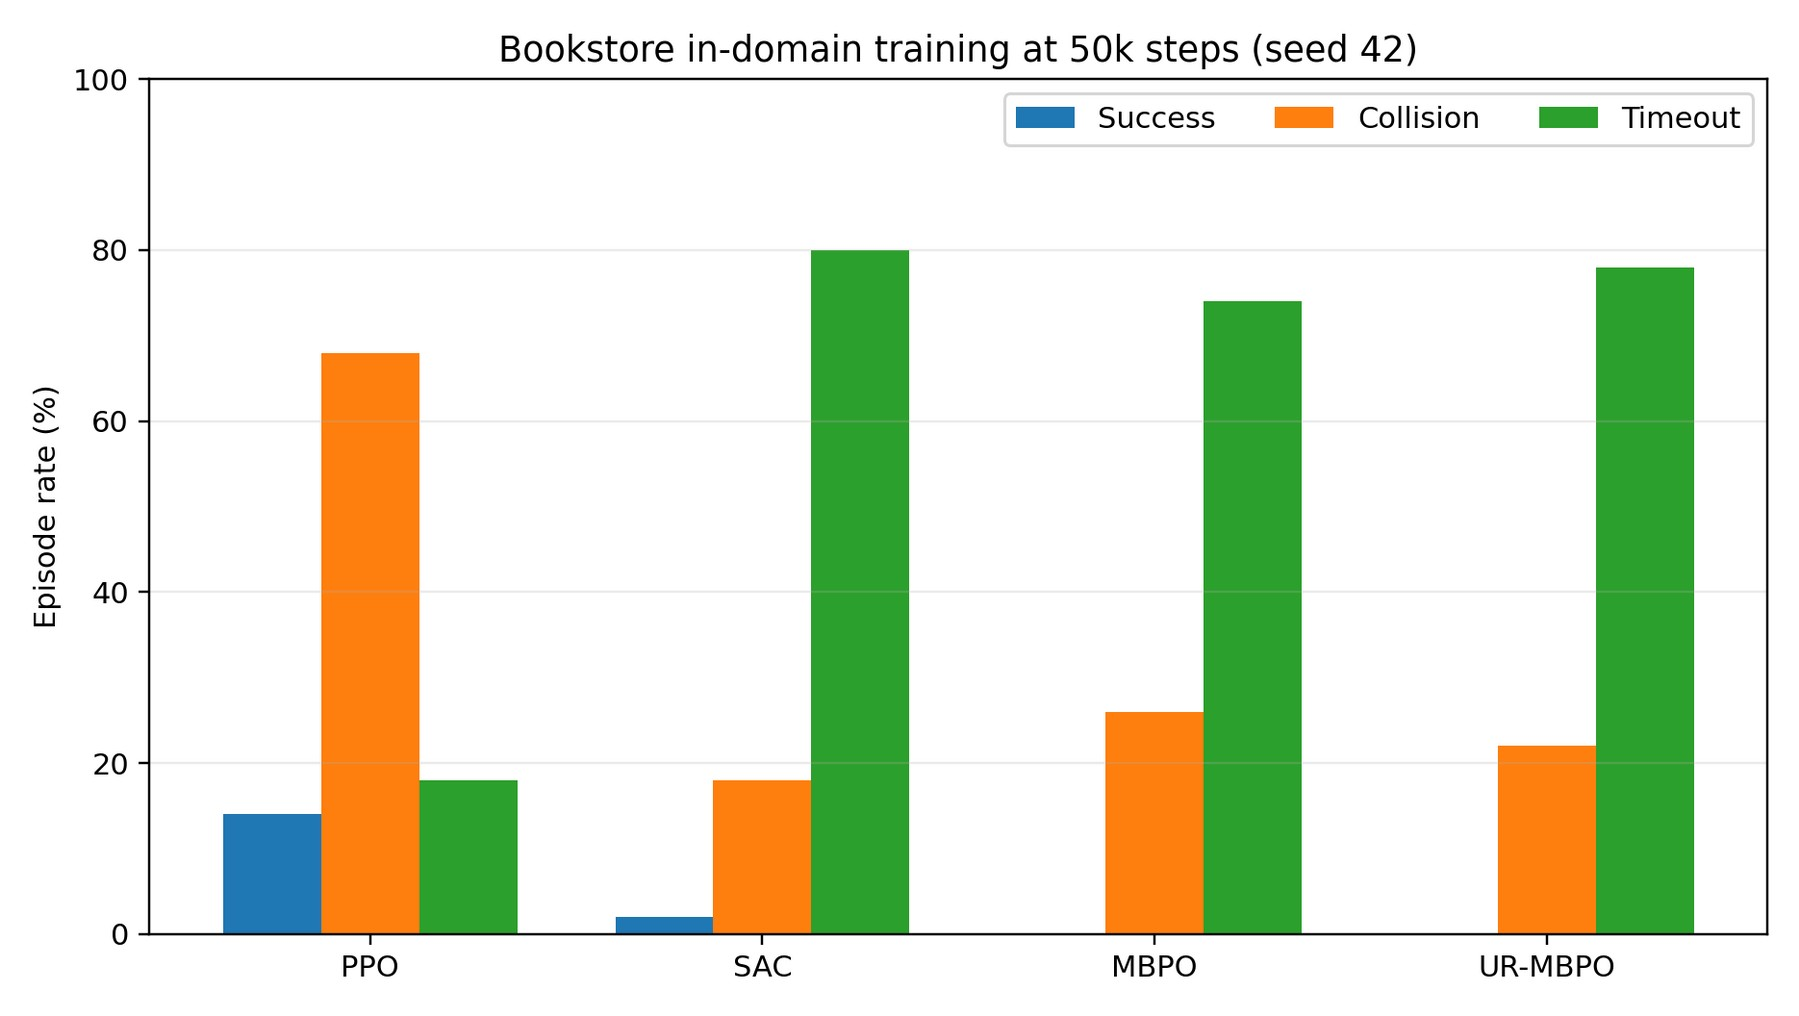 Bookstore in-domain training at 50k steps (seed 42)
Success Collision Timeout
Episode rate (%)
100
80
60
40
20
0
PPO SAC MBPO UR-MBPO